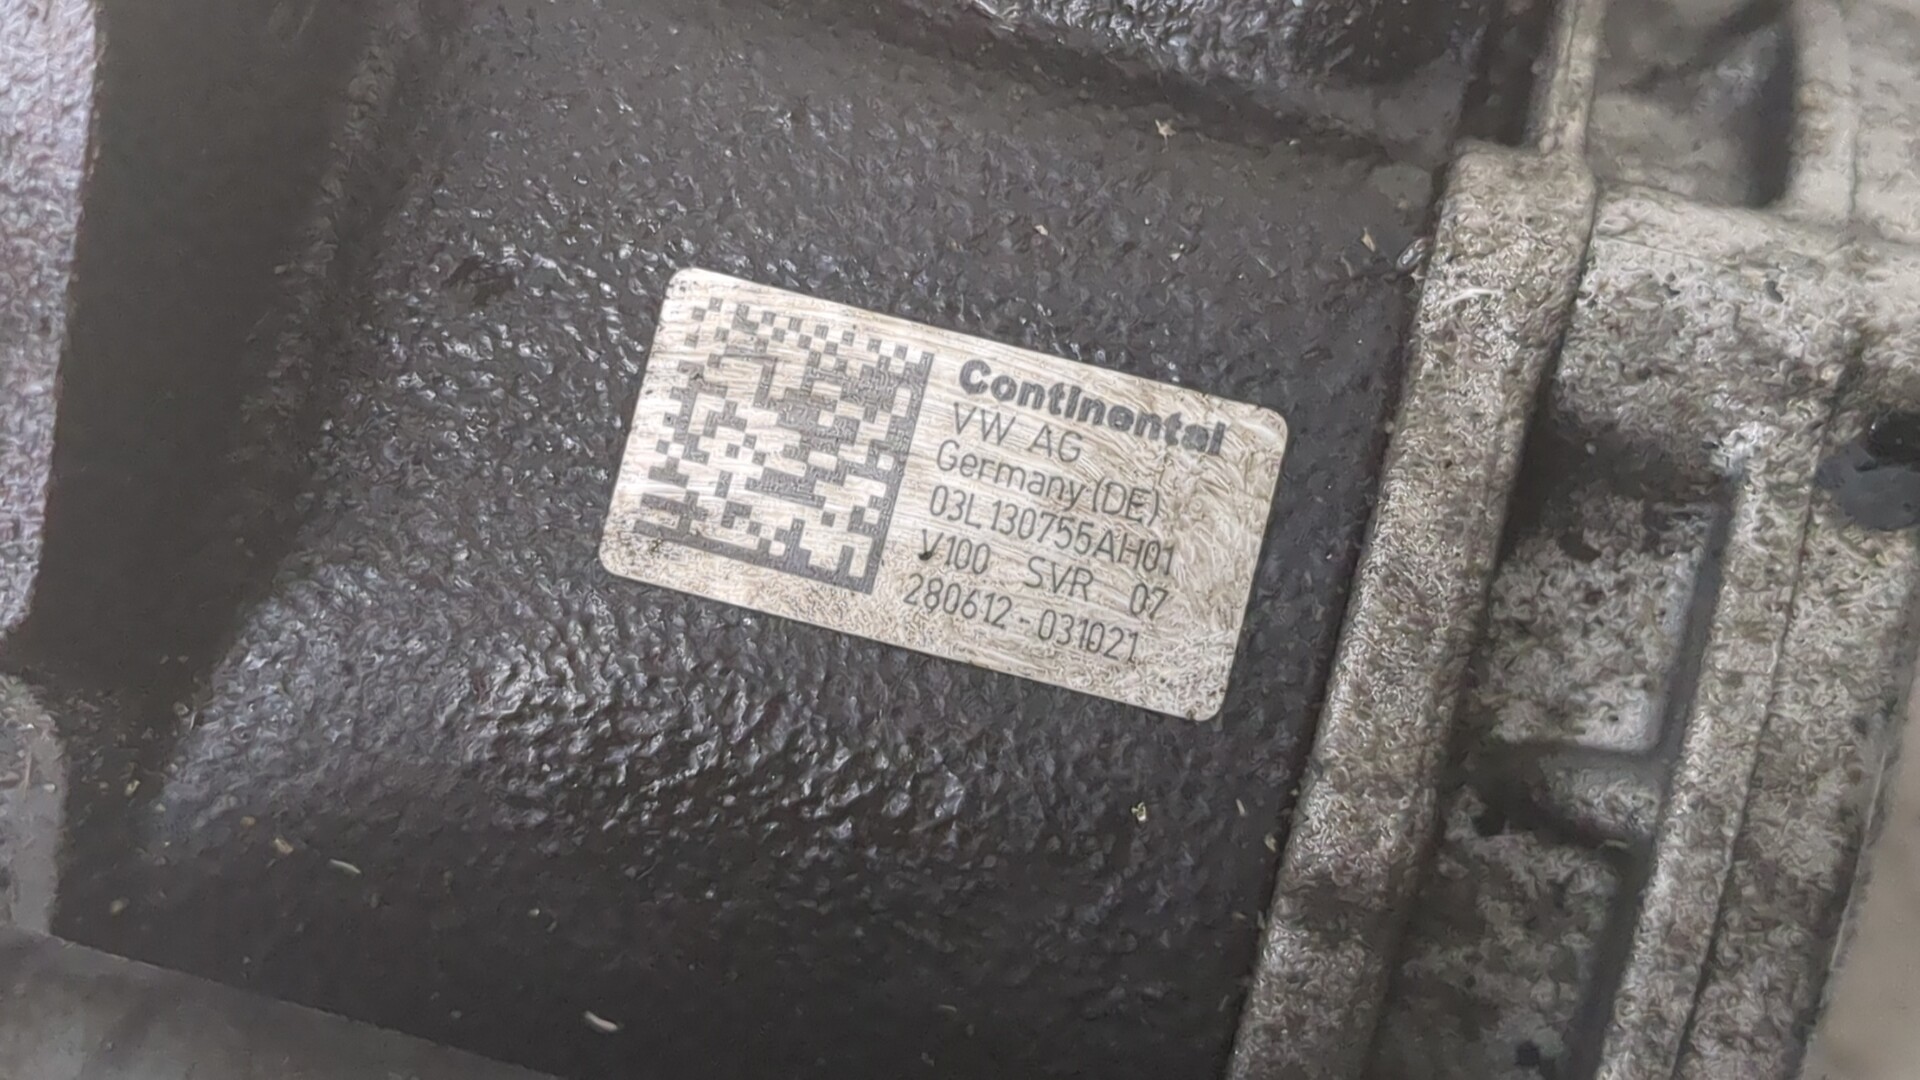 Continental
VW AG
Germany (DE)
03L130755AH01
V100 SVR 07
280612-031021